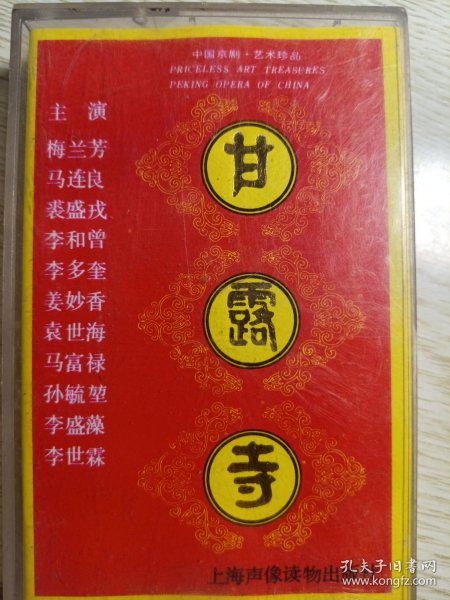 中国京剧·艺术珍品
PRICELESS ART TREASURES
PEKING OPERA OF CHINA
主演
梅兰芳
马连良
裘盛戎
李和曾
李多奎
姜妙香
袁世海
马富禄
孙毓堃
李盛藻
李世霖
甘
露
寺
上海声像读物出
孔夫子旧书网
www.kongfz.com